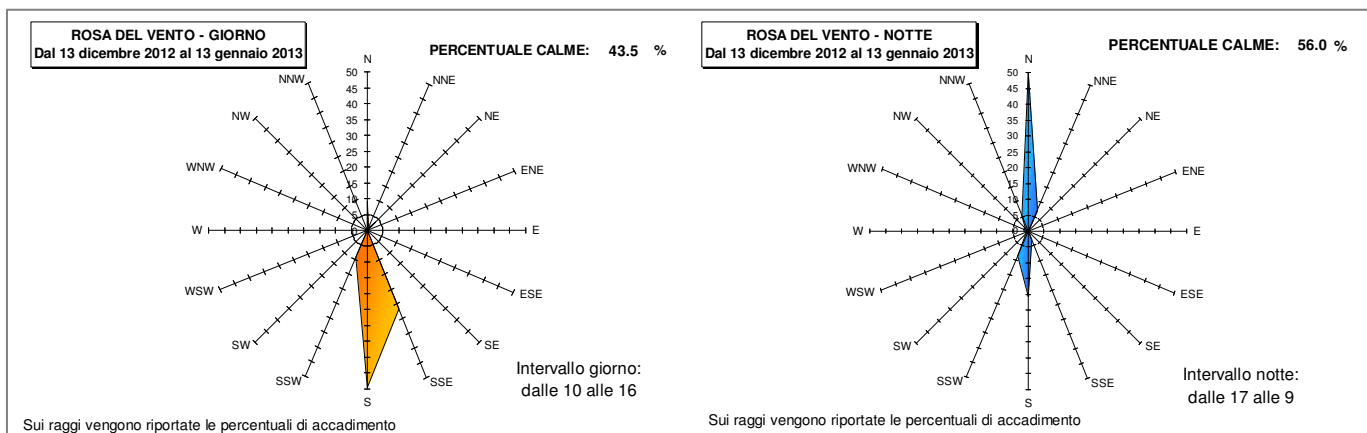 ROSA DEL VENTO - GIORNO
Dal 13 dicembre 2012 al 13 gennaio 2013
PERCENTUALE CALME: 43.5 %
N
NNE
NE
ENE
E
ESE
SE
SSE
S
SSW
SW
WSW
W
WNW
NW
NNW
50
45
40
35
30
25
20
15
10
5
0
Intervallo giorno:
dalle 10 alle 16
Sui raggi vengono riportate le percentuali di accadimento
ROSA DEL VENTO - NOTTE
Dal 13 dicembre 2012 al 13 gennaio 2013
PERCENTUALE CALME: 56.0 %
N
NNE
NE
ENE
E
ESE
SE
SSE
S
SSW
SW
WSW
W
WNW
NW
NNW
50
45
40
35
30
25
20
15
10
5
0
Intervallo notte:
dalle 17 alle 9
Sui raggi vengono riportate le percentuali di accadimento